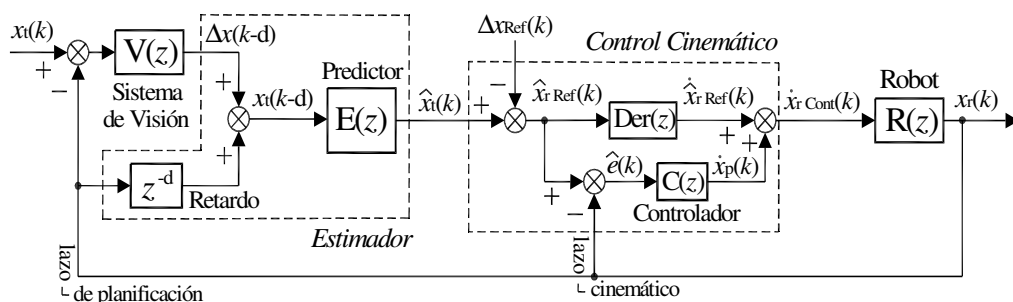 xt(k)
+
−
V(z)
Sistema
de Visión
Δx(k-d)
+
+
z-d
Retardo
xt(k-d)
Predictor
E(z)
Estimador
x̂t(k)
ΔxRef(k)
−
+
Control Cinemático
x̂r Ref(k)
Der(z)
ẋ̂r Ref(k)
+
+
+
−
ê(k)
C(z)
Controlador
ẋp(k)
ẋr Cont(k)
Robot
R(z)
xr(k)
lazo
de planificación
lazo
cinemático